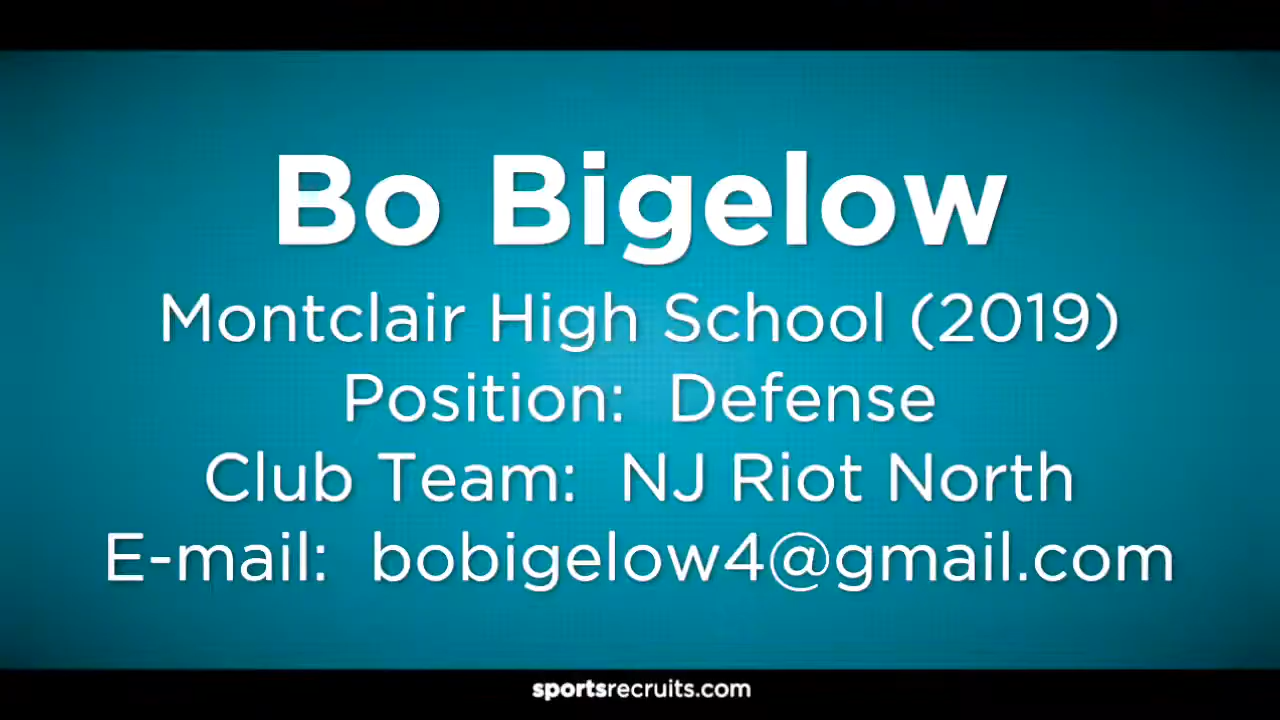 Bo Bigelow
Montclair High School (2019)
Position: Defense
Club Team: NJ Riot North
E-mail: bobigelow4@gmail.com
sportsrecruits.com